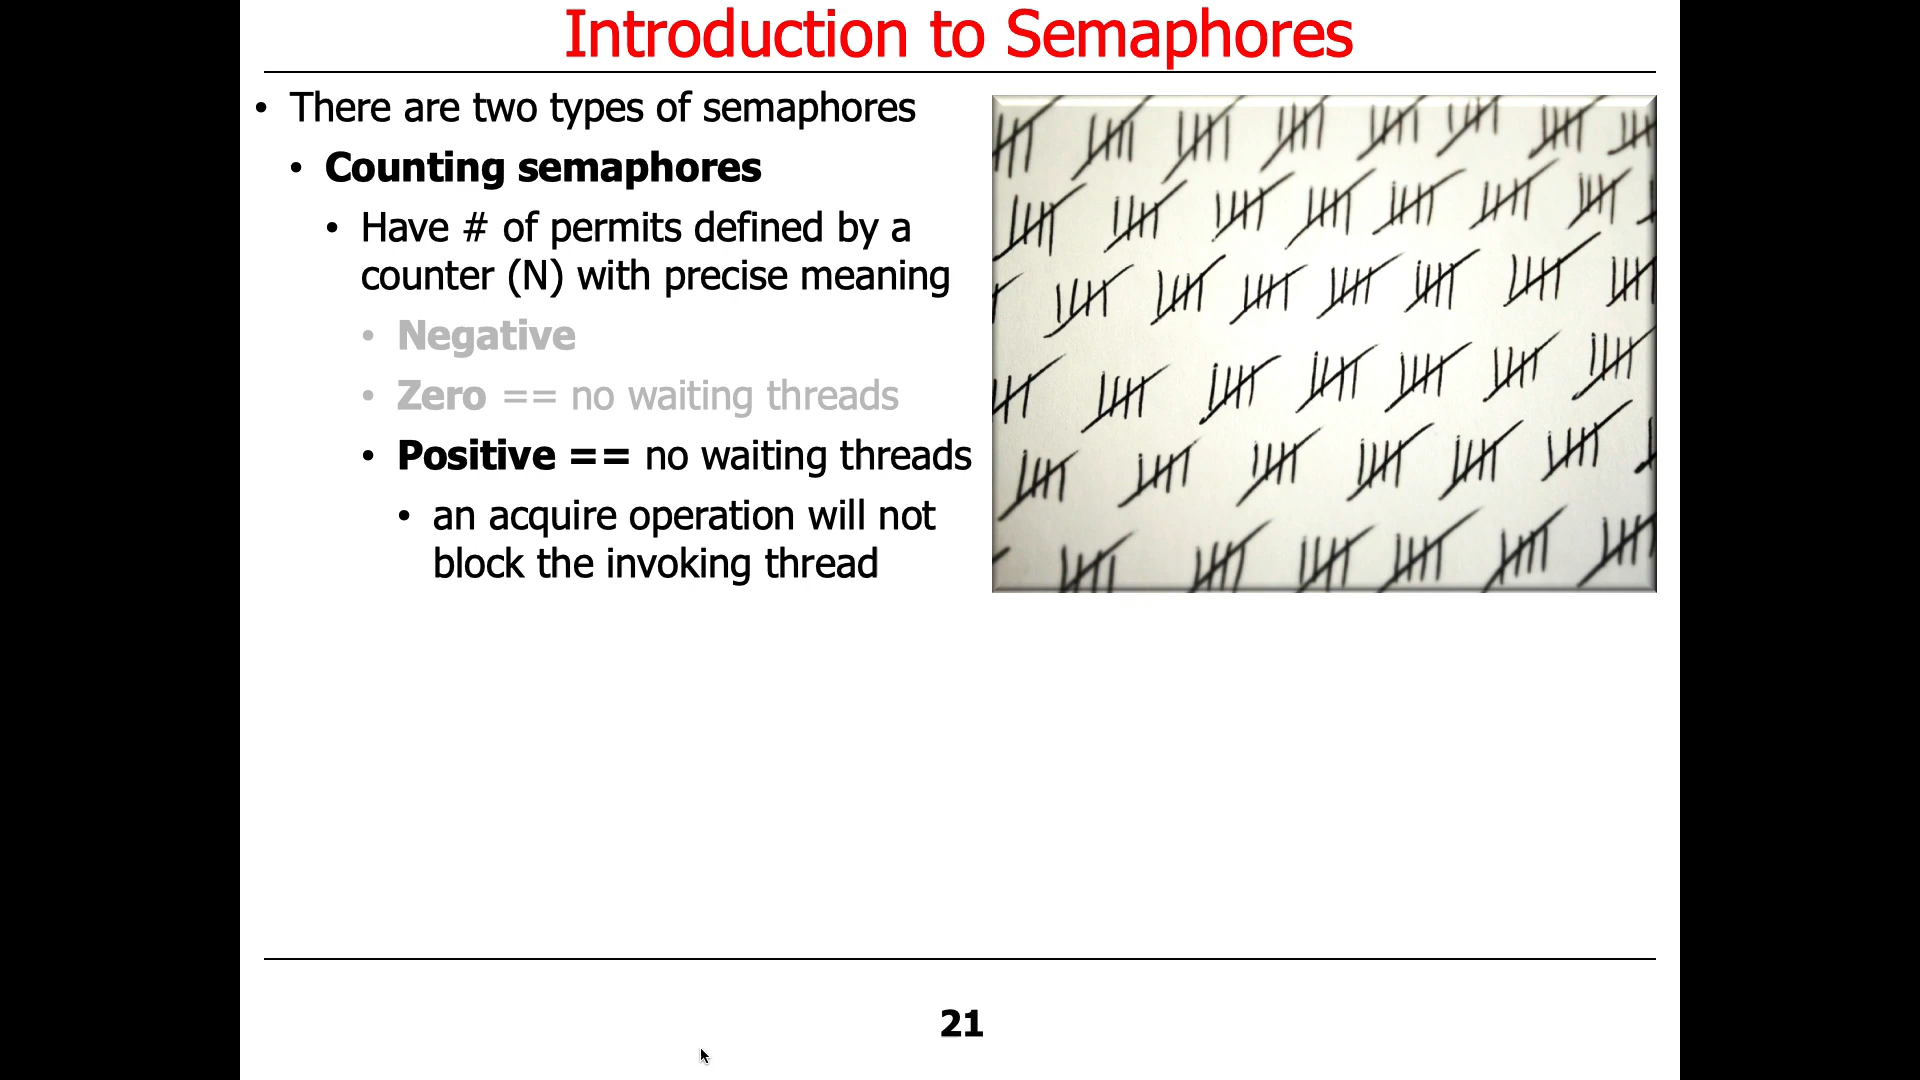 Introduction to Semaphores
• There are two types of semaphores
• Counting semaphores
• Have # of permits defined by a
counter (N) with precise meaning
• Negative
• Zero == no waiting threads
• Positive == no waiting threads
• an acquire operation will not
block the invoking thread
21